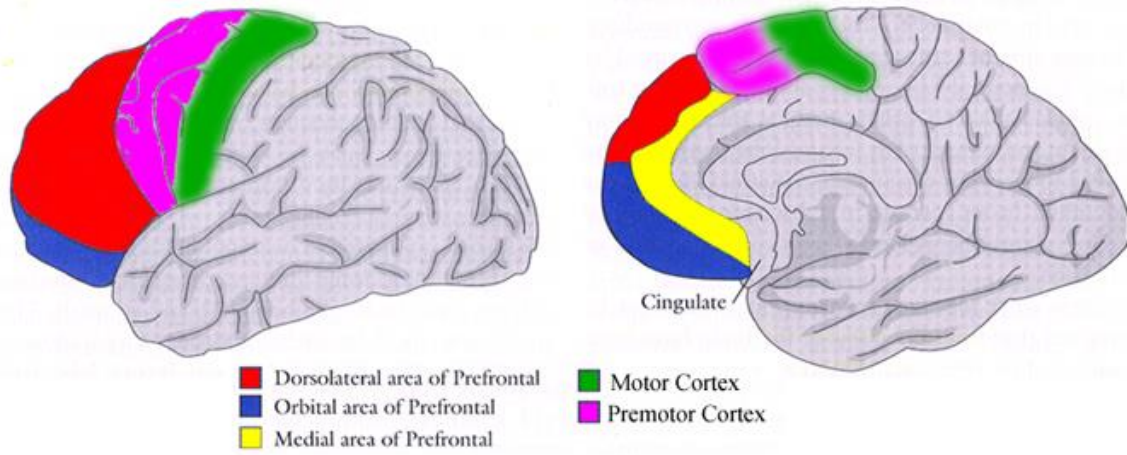 Cingulate
Dorsolateral area of Prefrontal
Orbital area of Prefrontal
Medial area of Prefrontal
Motor Cortex
Premotor Cortex